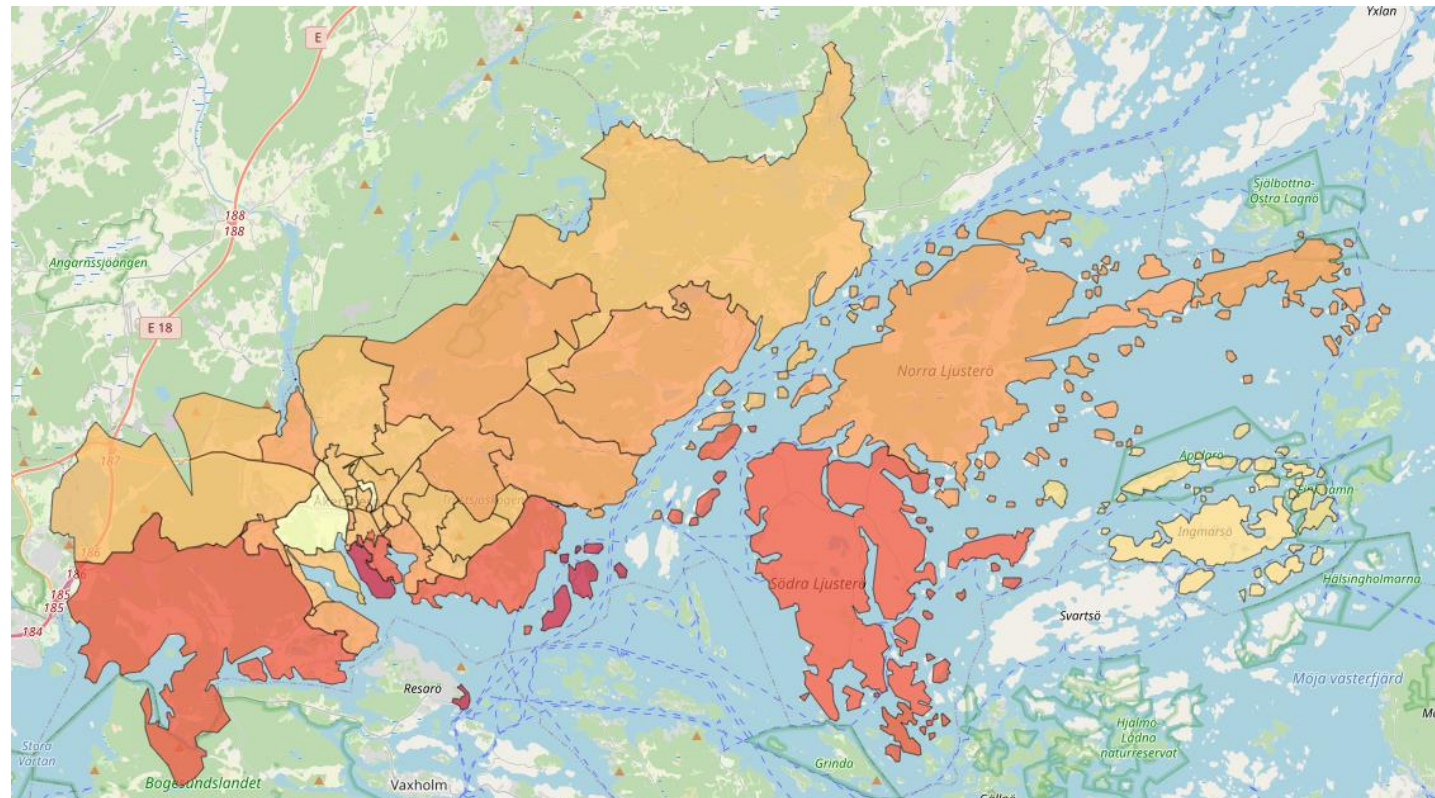 Yxlan
E
188
188
Själbottna-
Östra Lagnö
Angarnssjöängen
E 18
Norra Ljusterö
187
186
186
185
185
184
Ingmarsö
Södra Ljusterö
Hälsingholmarna
Svartsö
Resarö
Möja västerfjärd
Stora
Värtan
Hjälmö-
Lådna
naturreservat
Bogesundslandet
Vaxholm
Grinda